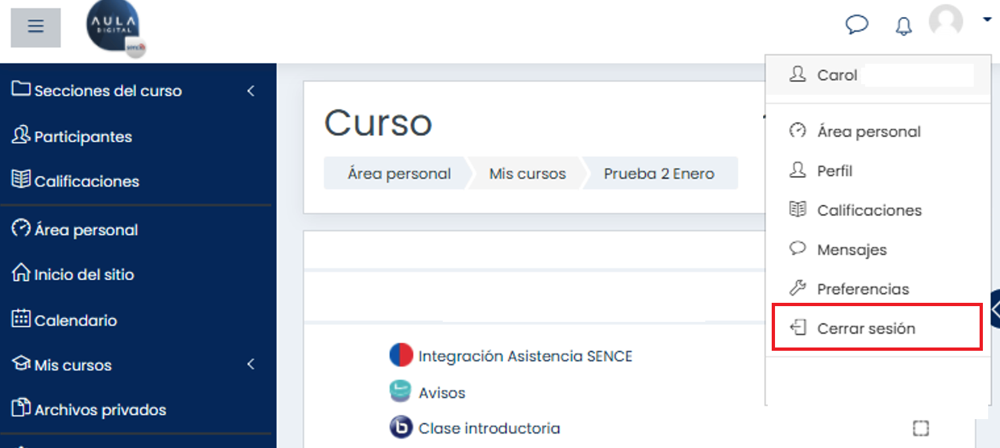 AULA
DIGITAL
sence
Secciones del curso
Participantes
Calificaciones
Área personal
Inicio del sitio
Calendario
Mis cursos
Archivos privados
Curso
Área personal
Mis cursos
Prueba 2 Enero
Integración Asistencia SENCE
Avisos
Clase introductoria
Carol
Área personal
Perfil
Calificaciones
Mensajes
Preferencias
Cerrar sesión